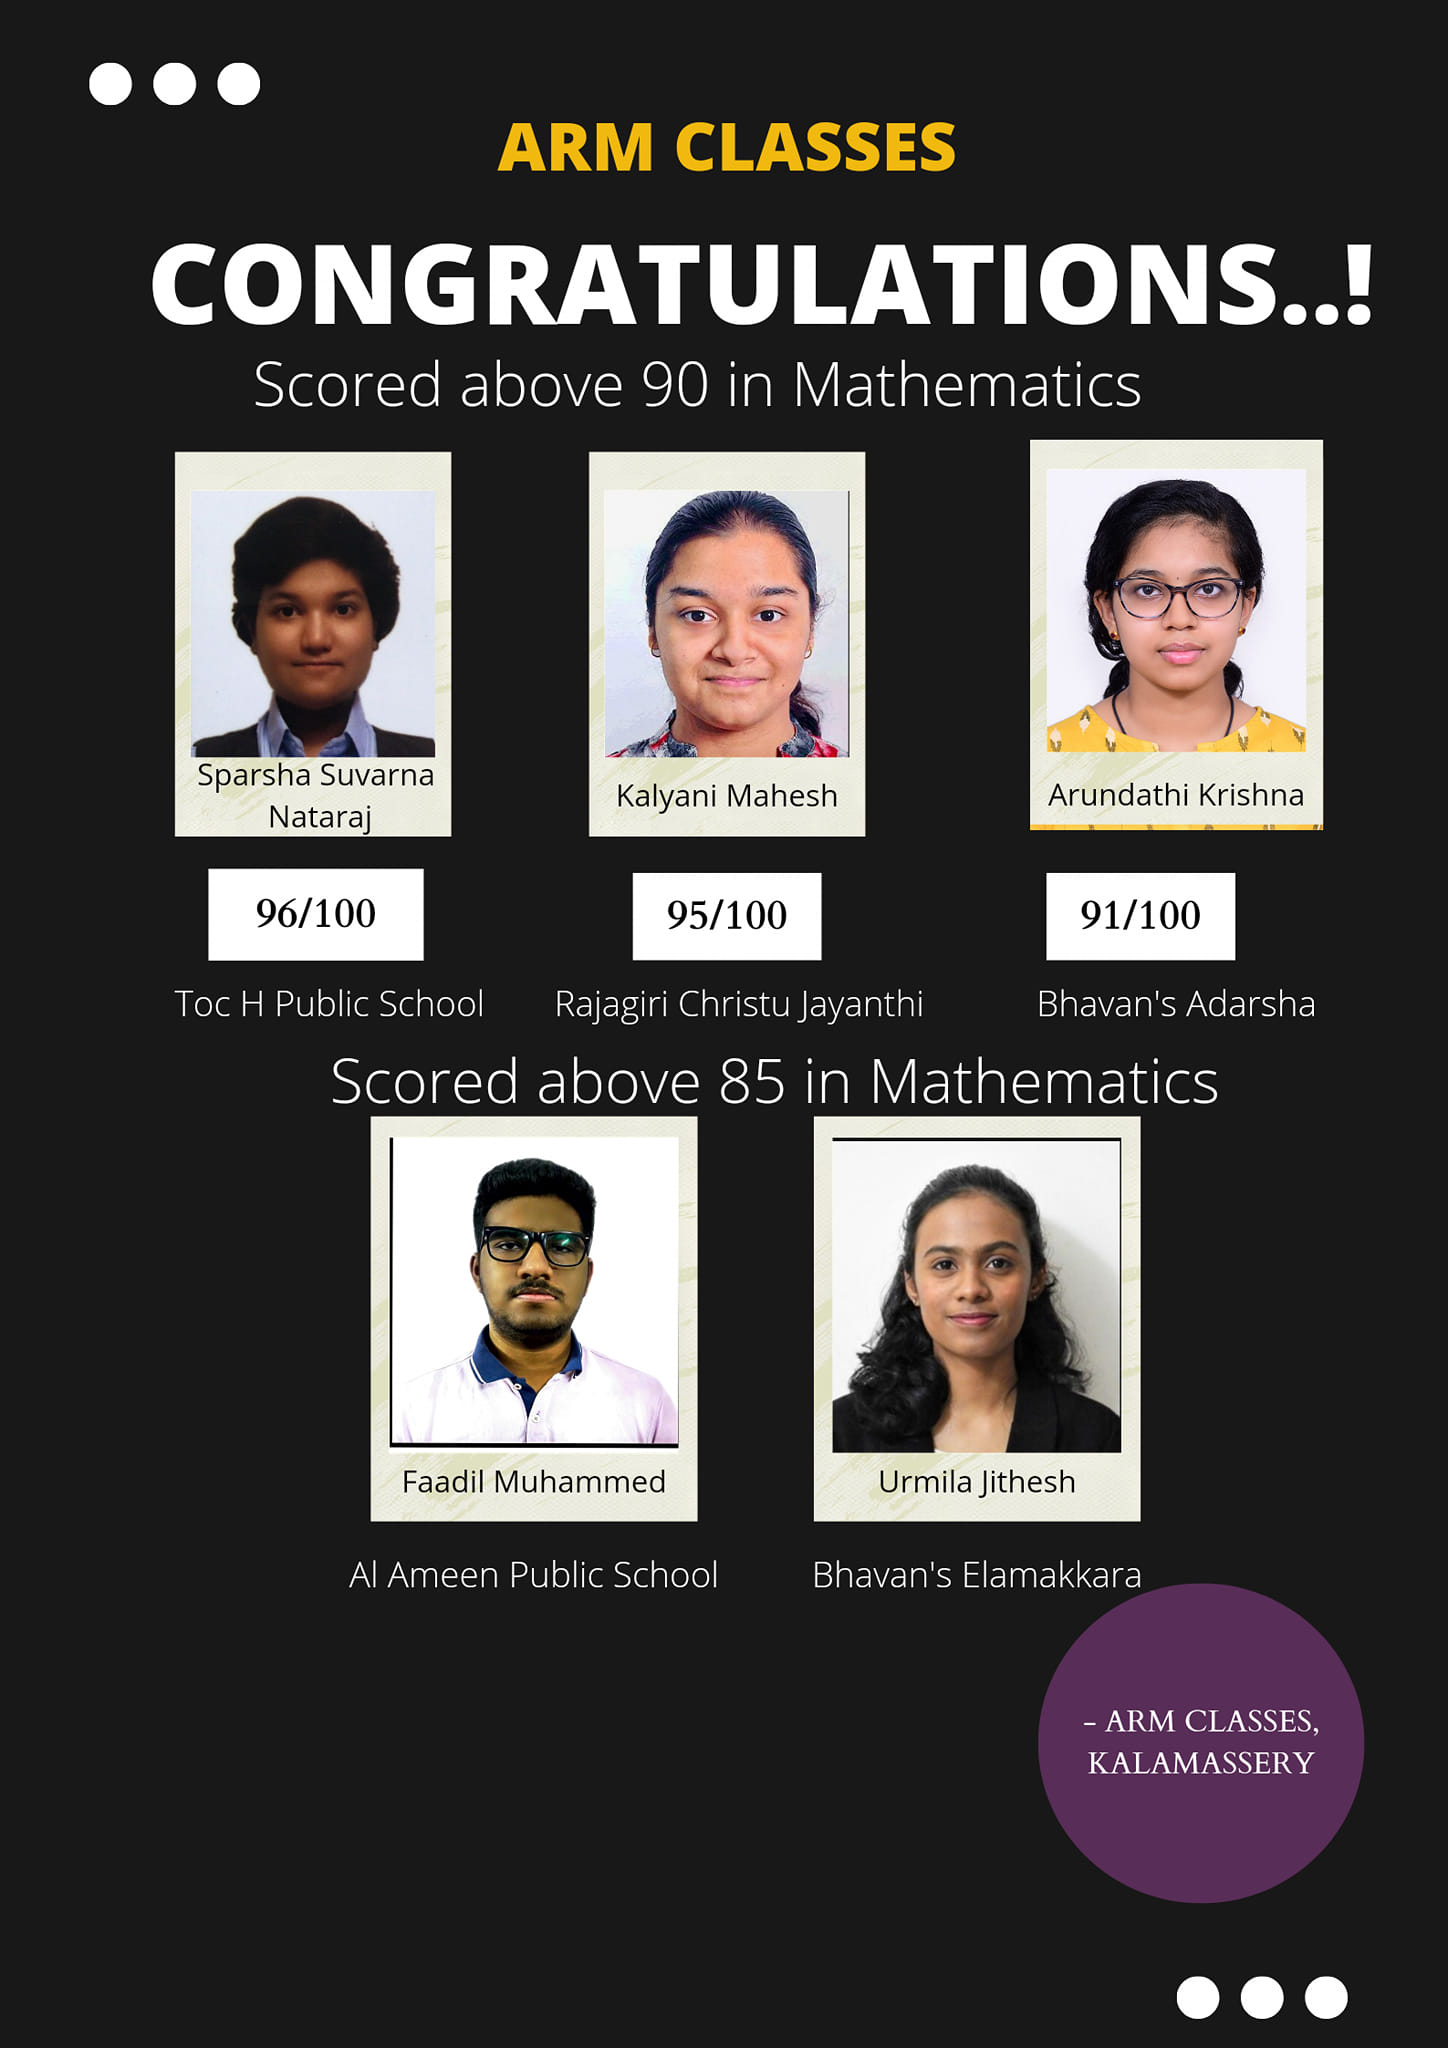 ARM CLASSES
CONGRATULATIONS..!
Scored above 90 in Mathematics
Sparsha Suvarna
Nataraj
Kalyani Mahesh
Arundathi Krishna
96/100
95/100
91/100
Toc H Public School
Rajagiri Christu Jayanthi
Bhavan's Adarsha
Scored above 85 in Mathematics
Faadil Muhammed
Urmila Jithesh
Al Ameen Public School
Bhavan's Elamakkara
- ARM CLASSES,
KALAMASSERY